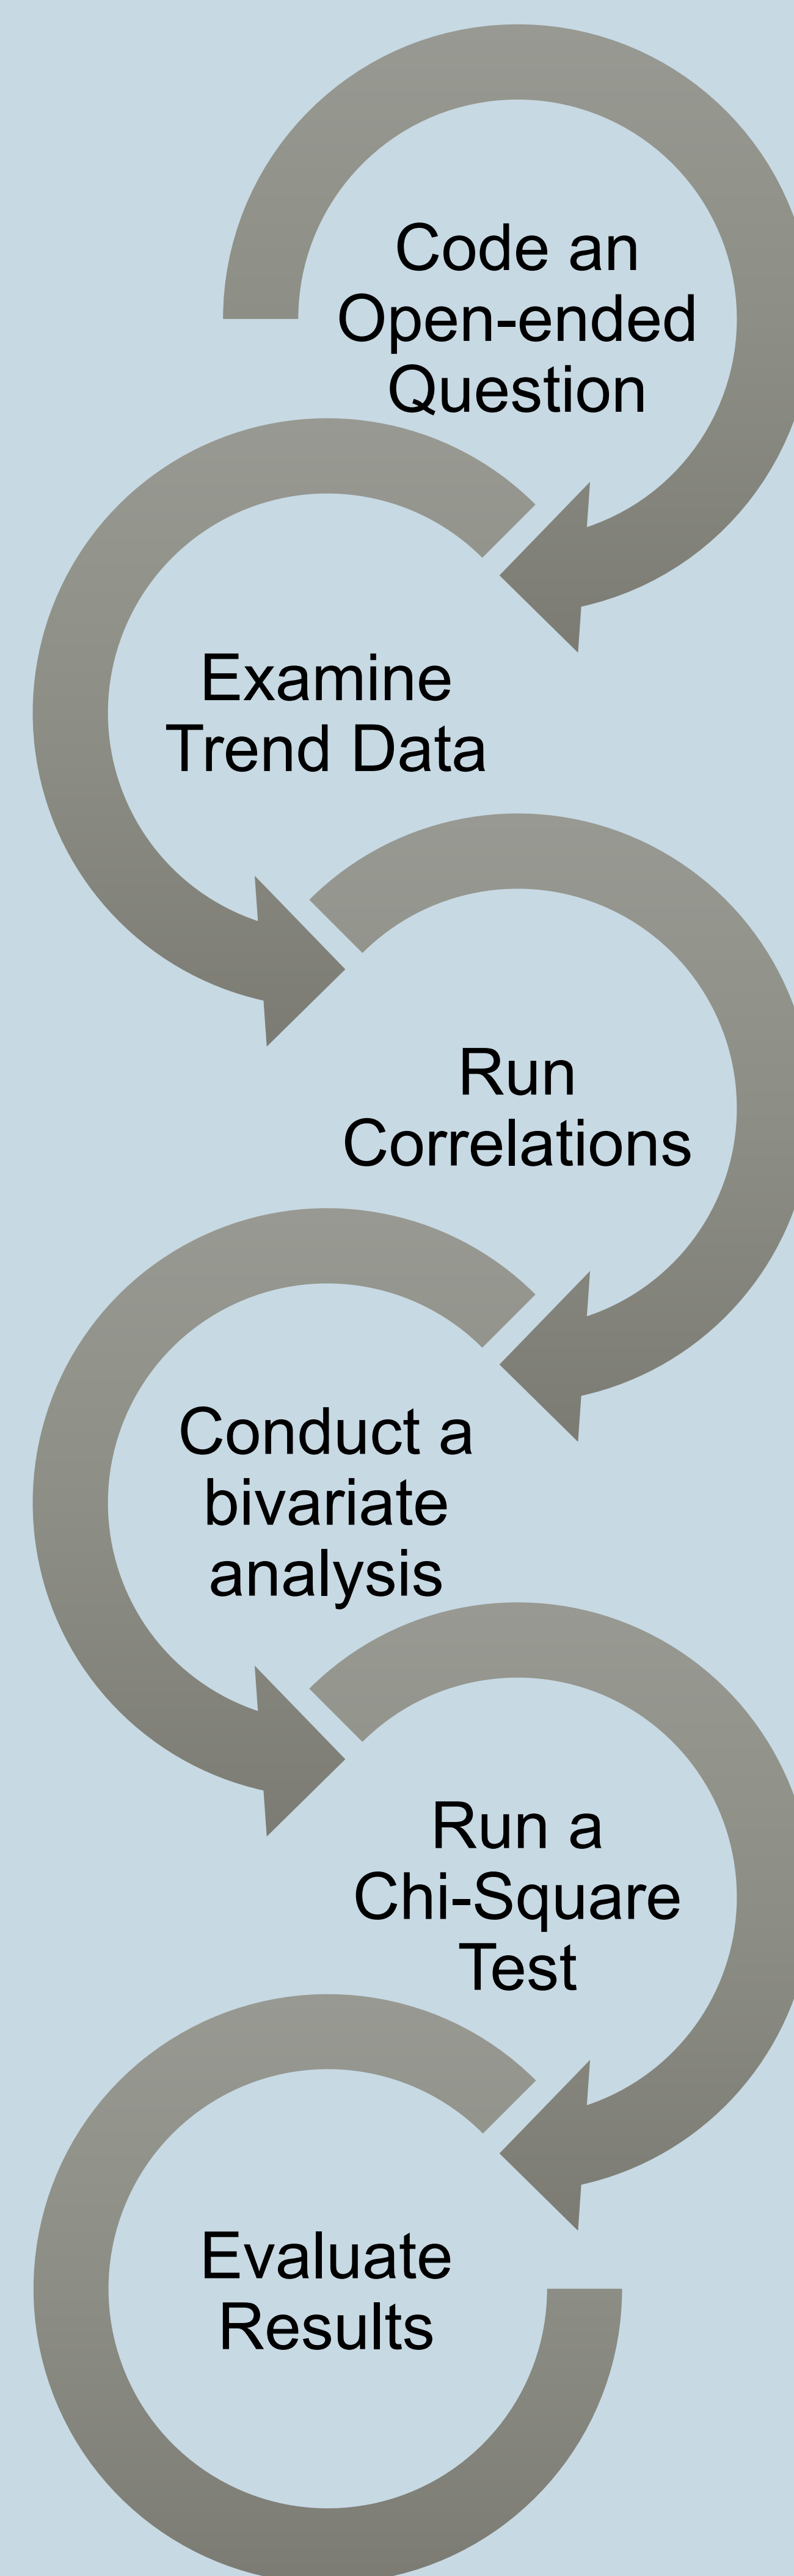 Code an
Open-ended
Question
Examine
Trend Data
Run
Correlations
Conduct a
bivariate
analysis
Run a
Chi-Square
Test
Evaluate
Results